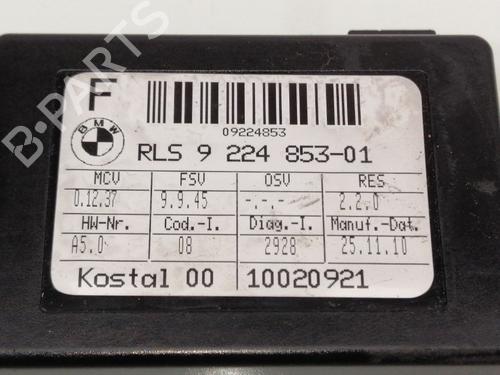 F
09224853
BMW
RLS 9 224 853-01
MCV FSV OSV RES
0.12.37 9.9.45 -.-.- 2.2.0
HW-Nr. Cod.-I. Diag.-I. Manuf.-Dat.
A5.0 08 2928 25.11.10
Kostal 00 10020921
B-PARTS